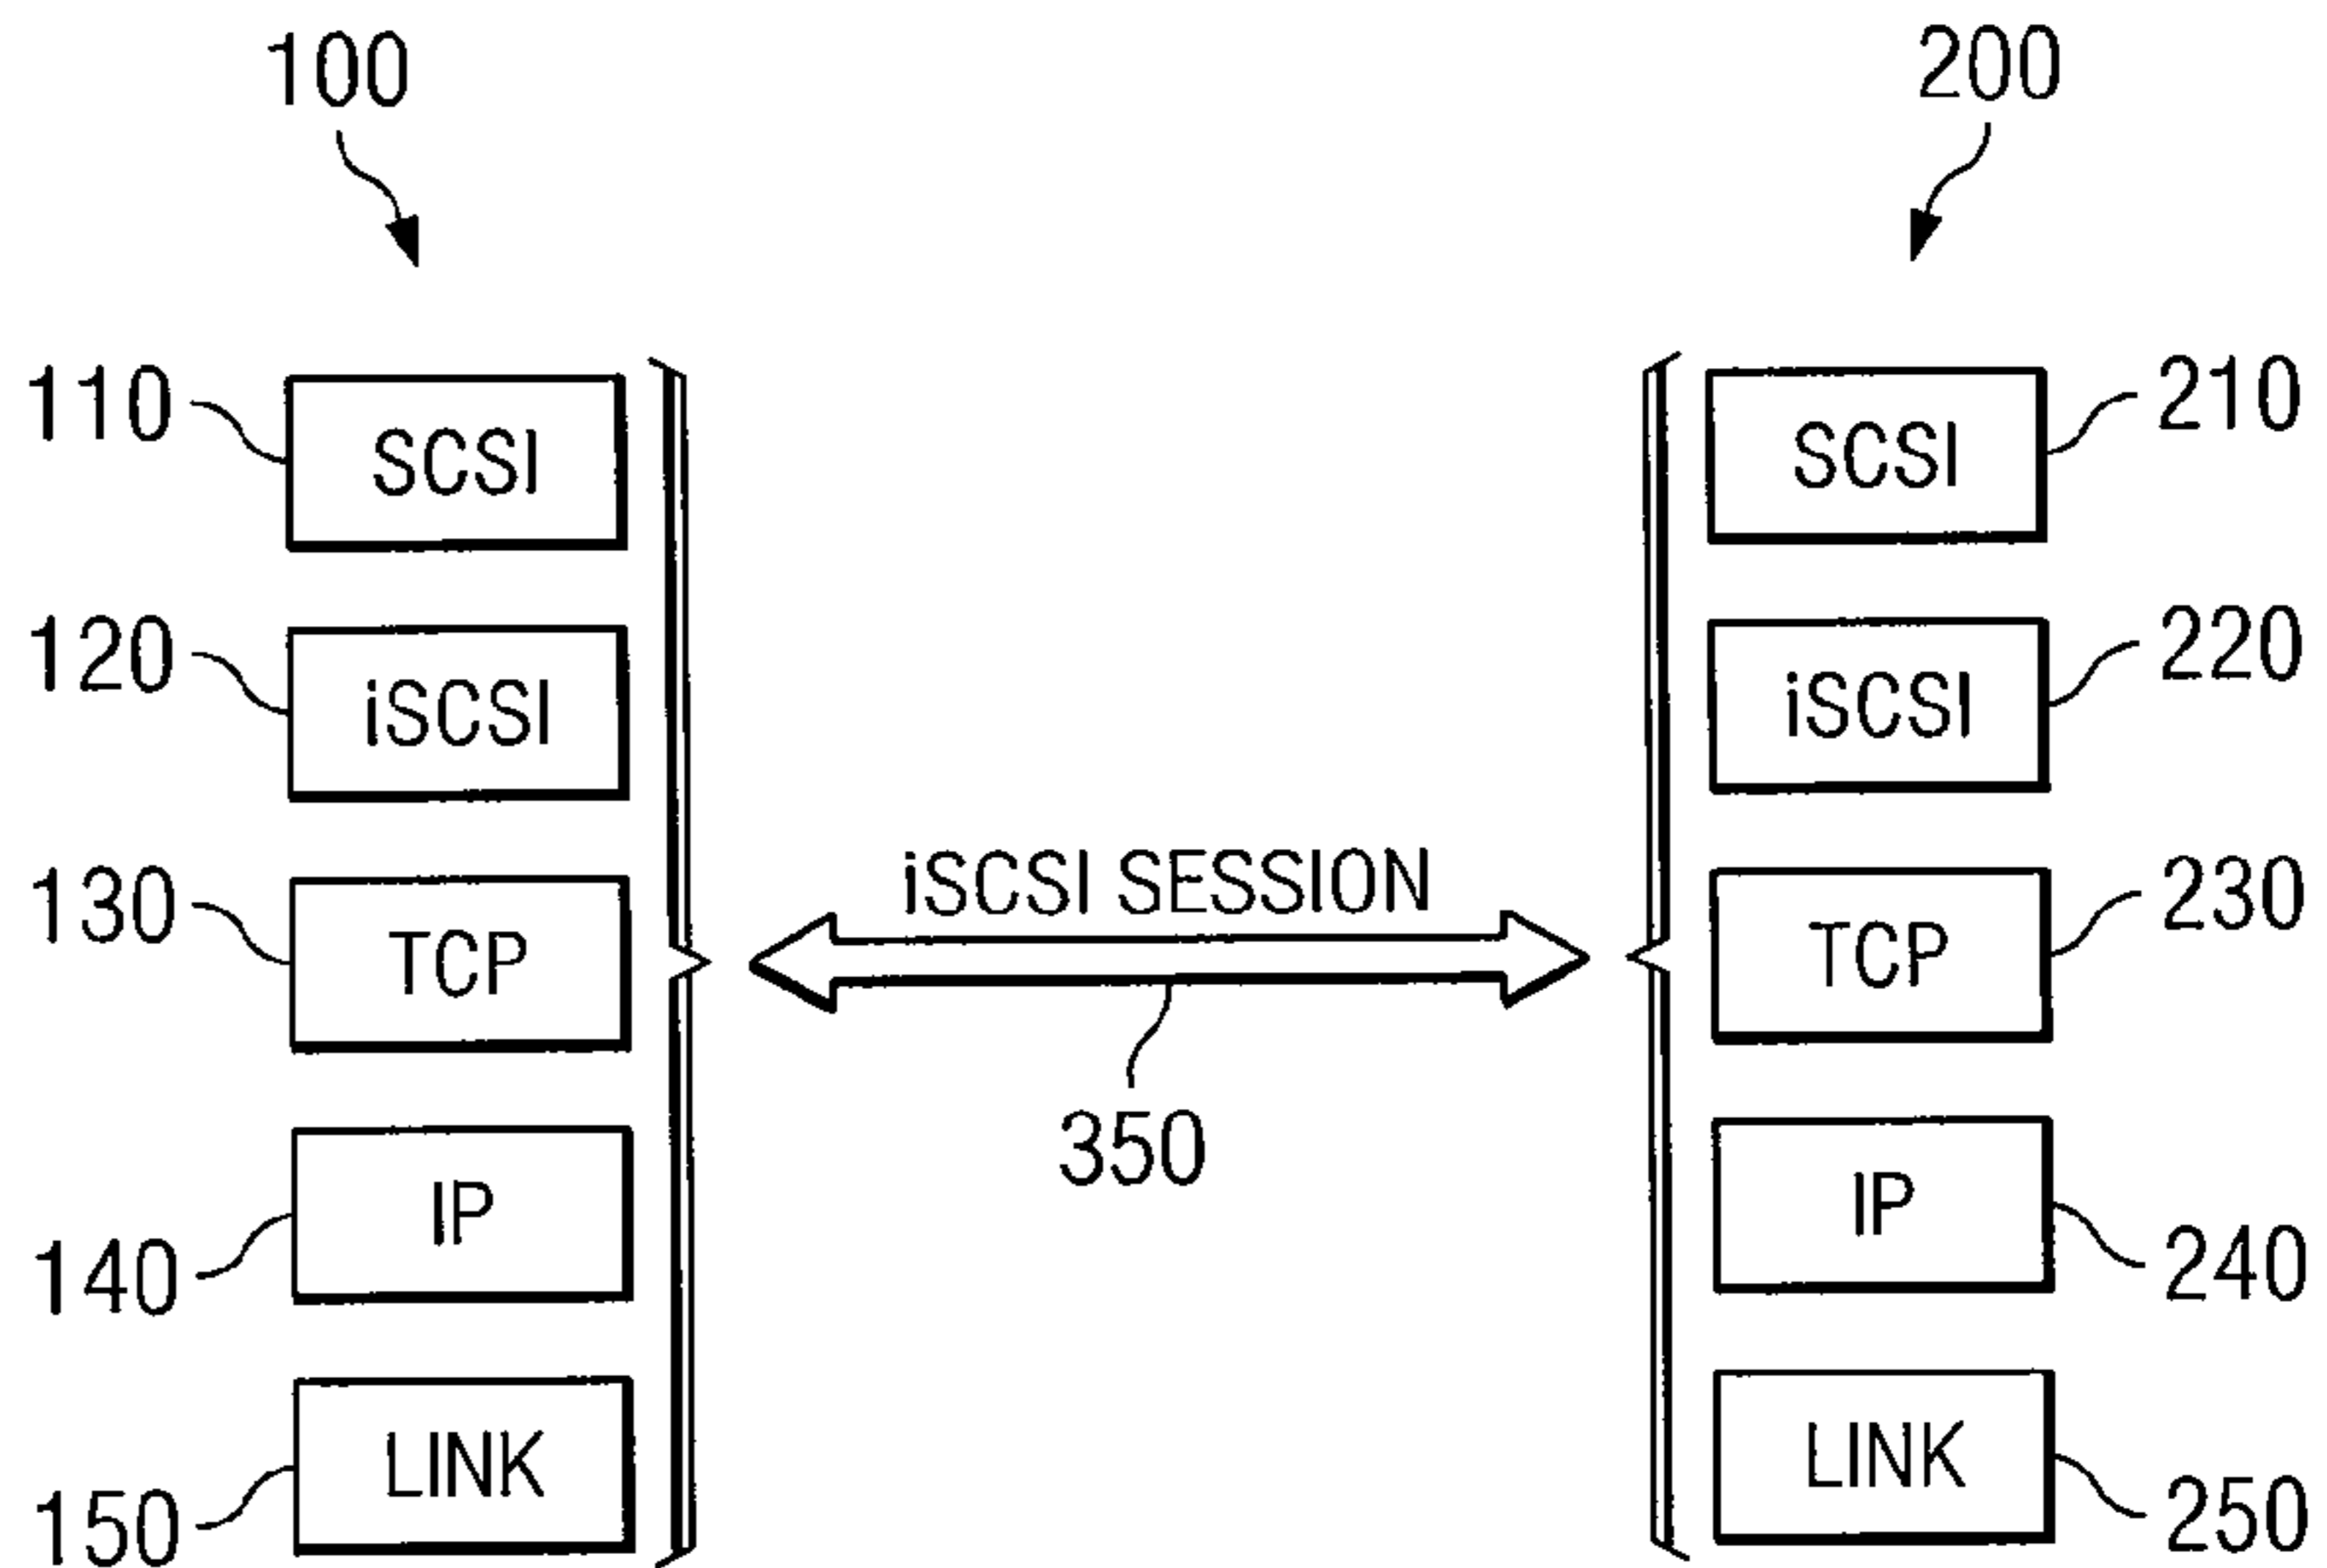 100
200
110
SCSI
SCSI
210
120
iSCSI
iSCSI
220
130
TCP
iSCSI SESSION
TCP
230
350
140
IP
IP
240
150
LINK
LINK
250